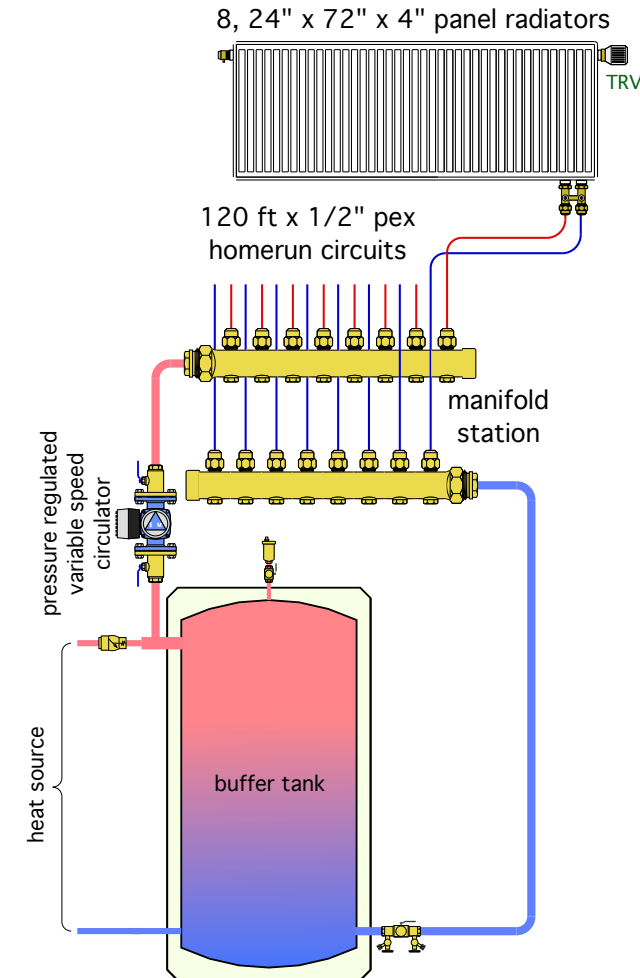 8, 24" x 72" x 4" panel radiators
TRV
120 ft x 1/2" pex
homerun circuits
manifold
station
pressure regulated
variable speed
circulator
buffer tank
heat source